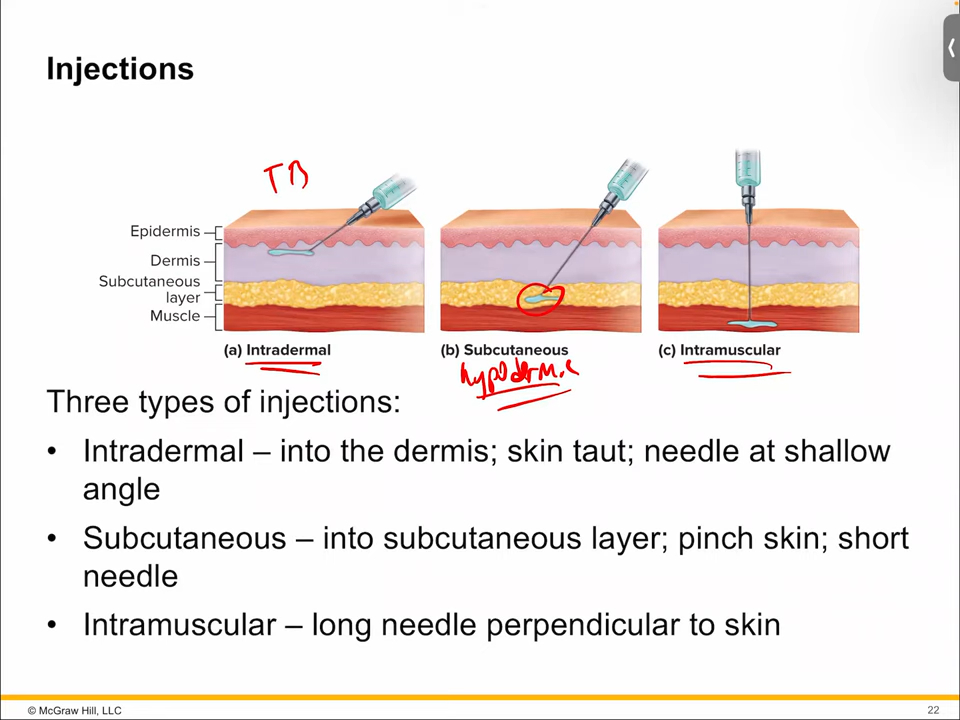 Injections
TB
Epidermis
Dermis
Subcutaneous
layer
Muscle
(a) Intradermal
(b) Subcutaneous
(c) Intramuscular
hypodermic
Three types of injections:
• Intradermal – into the dermis; skin taut; needle at shallow
angle
• Subcutaneous – into subcutaneous layer; pinch skin; short
needle
• Intramuscular – long needle perpendicular to skin
© McGraw Hill, LLC
22